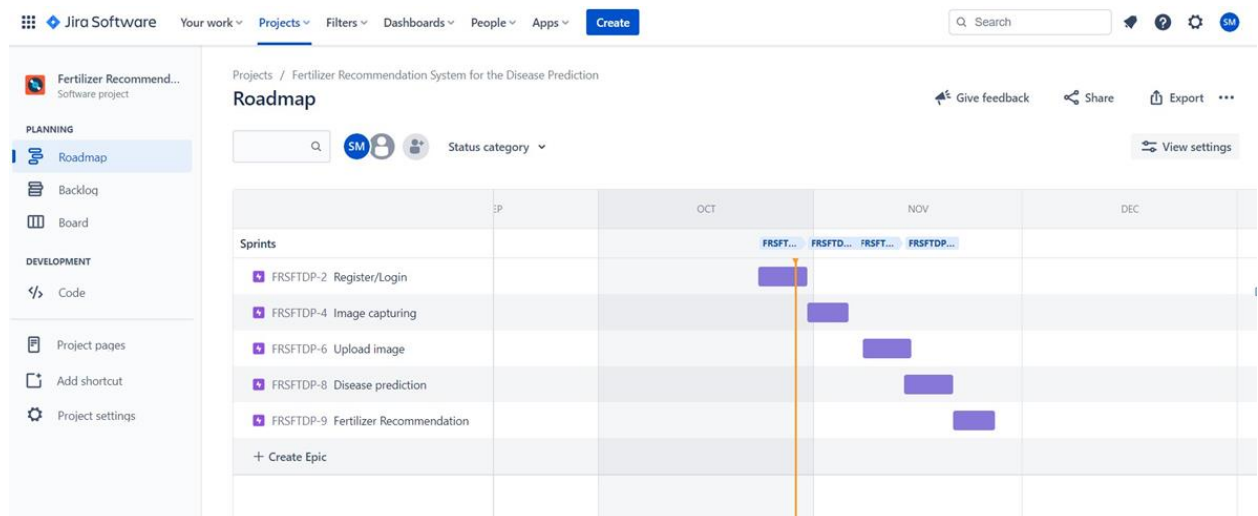 Jira Software Your work Projects Filters Dashboards People Apps Create Search SM
Fertilizer Recommend...
Software project
PLANNING
Roadmap
Backlog
Board
DEVELOPMENT
Code
Project pages
Add shortcut
Project settings
Projects / Fertilizer Recommendation System for the Disease Prediction
Roadmap
Give feedback Share Export
SM Status category View settings
EP OCT NOV DEC
Sprints FRSFT... FRSFTD... FRSFT... FRSFTDP...
FRSFTDP-2 Register/Login
FRSFTDP-4 Image capturing
FRSFTDP-6 Upload image
FRSFTDP-8 Disease prediction
FRSFTDP-9 Fertilizer Recommendation
+ Create Epic